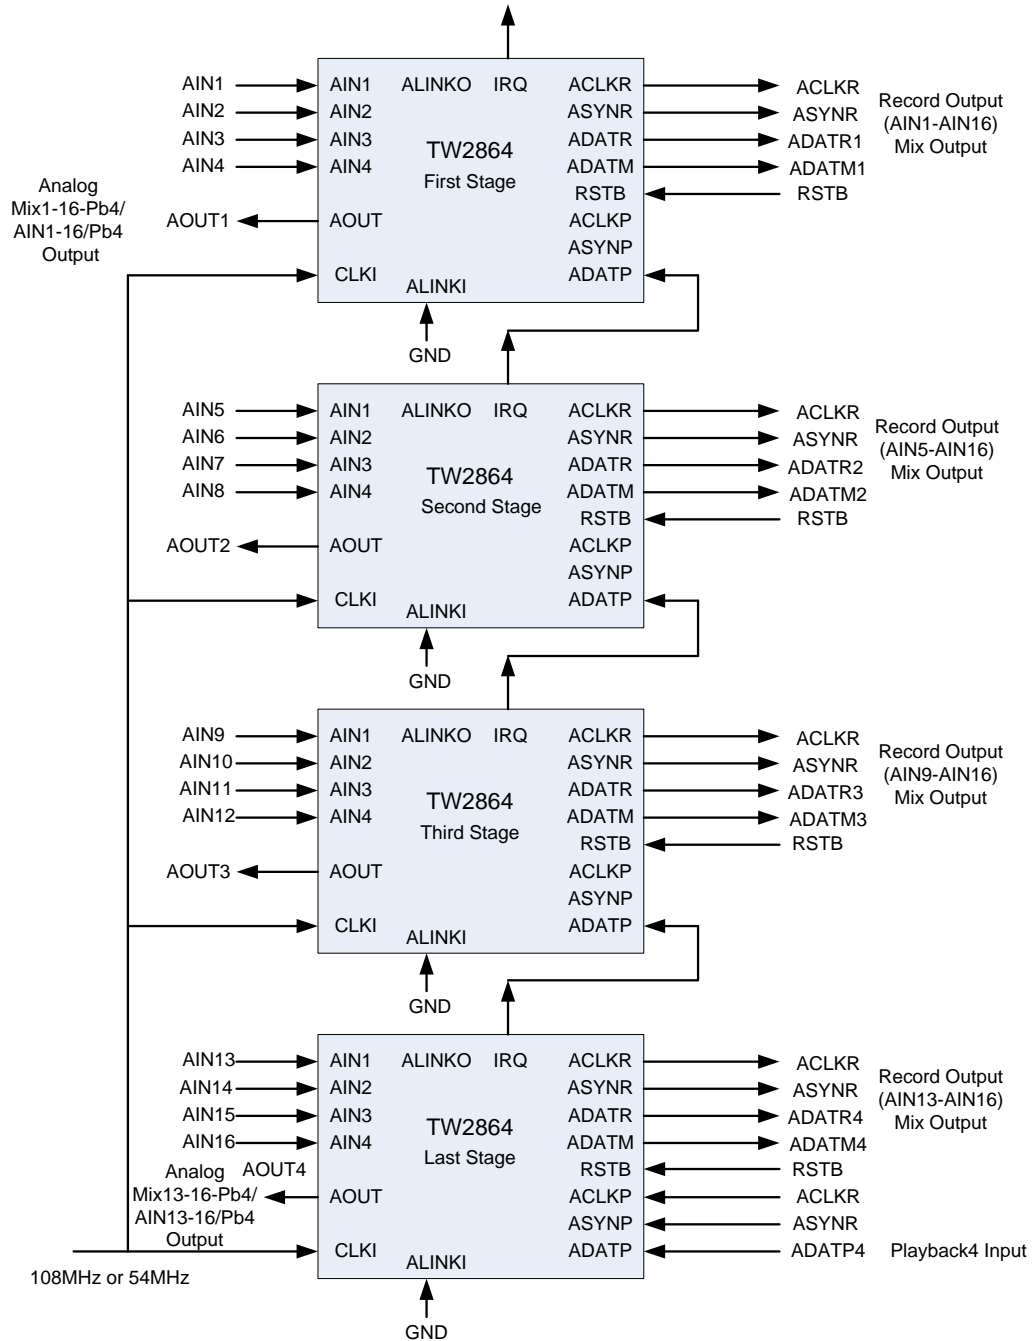 AIN1 AIN1 ALINKO IRQ ACLKR ACLKR
AIN2 AIN2 ASYNR ASYNR
AIN3 AIN3 ADATR ADATR1
AIN4 AIN4 ADATM ADATM1
TW2864
First Stage
Record Output
(AIN1-AIN16)
Mix Output
RSTB RSTB
Analog
Mix1-16-Pb4/
AIN1-16/Pb4
Output
AOUT1 AOUT ACLKP
ASYNP
CLKI ALINKI ADATP
GND
AIN5 AIN1 ALINKO IRQ ACLKR ACLKR
AIN6 AIN2 ASYNR ASYNR
AIN7 AIN3 ADATR ADATR2
AIN8 AIN4 ADATM ADATM2
TW2864
Second Stage
Record Output
(AIN5-AIN16)
Mix Output
RSTB RSTB
AOUT2 AOUT ACLKP
ASYNP
CLKI ALINKI ADATP
GND
AIN9 AIN1 ALINKO IRQ ACLKR ACLKR
AIN10 AIN2 ASYNR ASYNR
AIN11 AIN3 ADATR ADATR3
AIN12 AIN4 ADATM ADATM3
TW2864
Third Stage
Record Output
(AIN9-AIN16)
Mix Output
RSTB RSTB
AOUT3 AOUT ACLKP
ASYNP
CLKI ALINKI ADATP
GND
AIN13 AIN1 ALINKO IRQ ACLKR ACLKR
AIN14 AIN2 ASYNR ASYNR
AIN15 AIN3 ADATR ADATR4
AIN16 AIN4 ADATM ADATM4
TW2864
Last Stage
Record Output
(AIN13-AIN16)
Mix Output
RSTB RSTB
AOUT4 AOUT ACLKP ACLKR
Analog
Mix13-16-Pb4/
AIN13-16/Pb4
Output
ASYNP ASYNR
CLKI ALINKI ADATP ADATP4 Playback4 Input
108MHz or 54MHz
GND